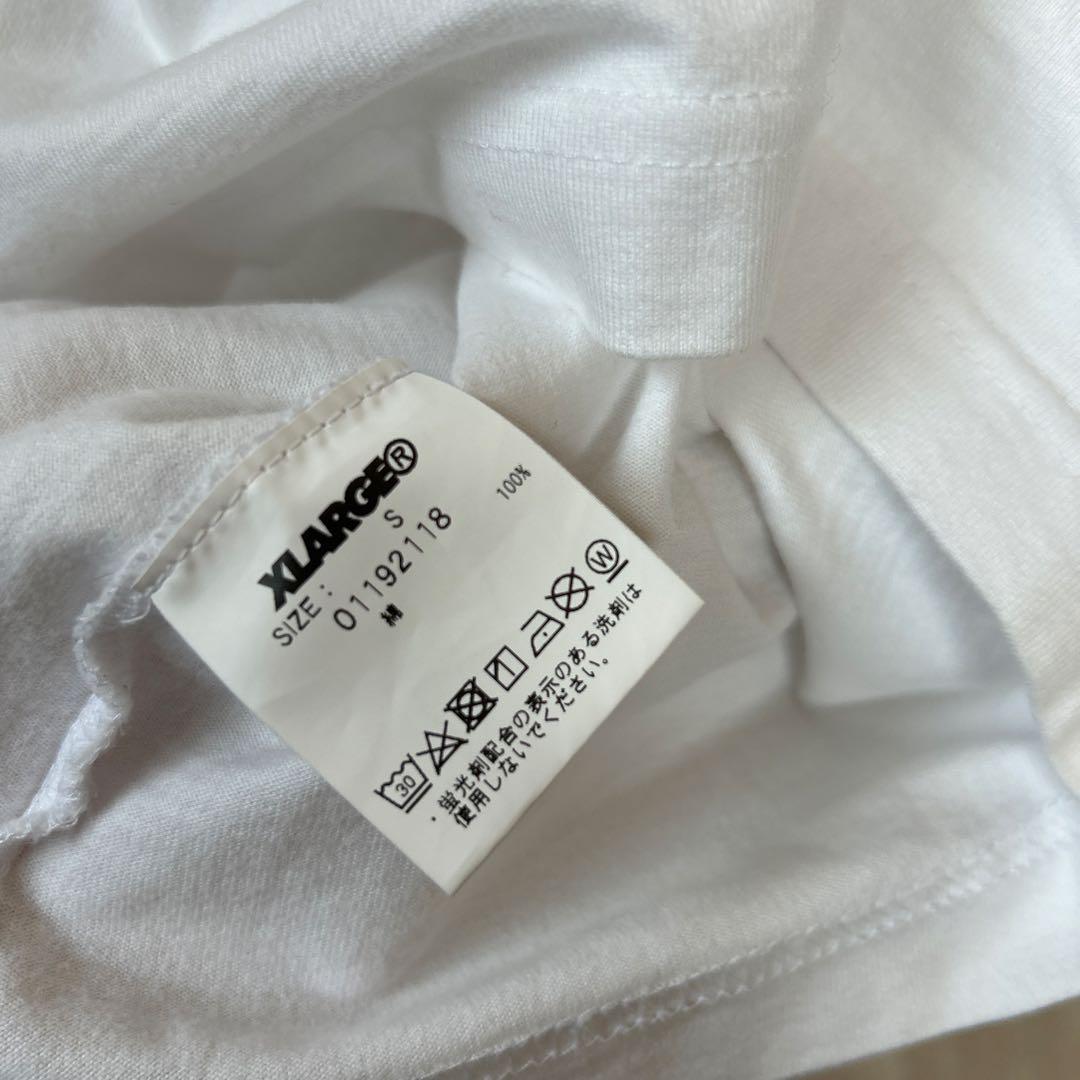 XLARGE®
SIZE: S
01192118
綿 100%
30 W
・蛍光剤配合の表示のある洗剤は
使用しないでください。